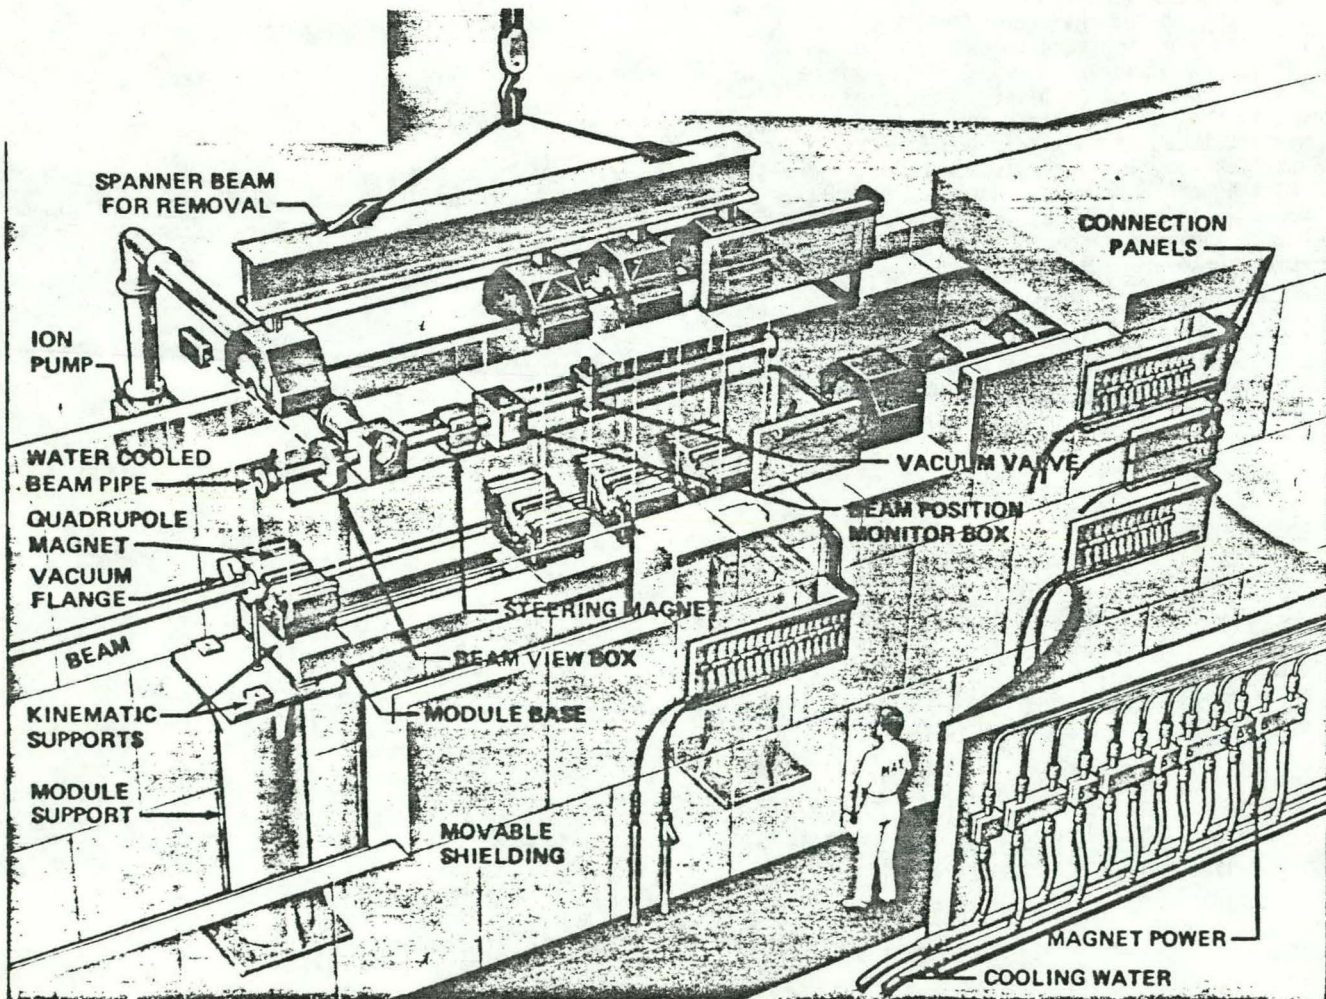 SPANNER BEAM
FOR REMOVAL
CONNECTION
PANELS
ION
PUMP
WATER COOLED
BEAM PIPE
VACUUM VALVE
QUADRUPOLE
MAGNET
BEAM POSITION
MONITOR BOX
VACUUM
FLANGE
STEERING MAGNET
BEAM
BEAM VIEW BOX
KINEMATIC
SUPPORTS
MODULE BASE
MODULE
SUPPORT
MOVABLE
SHIELDING
MAGNET POWER
COOLING WATER